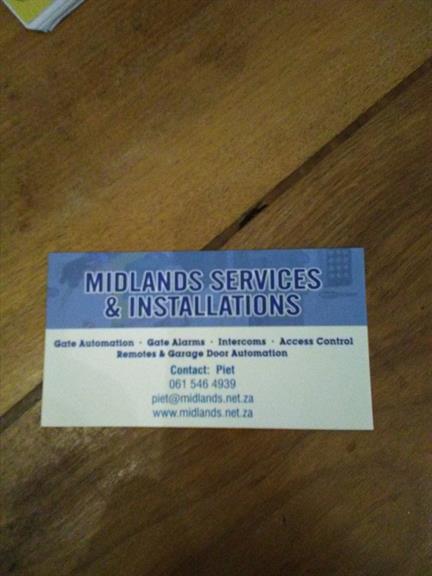 MIDLANDS SERVICES
& INSTALLATIONS
Gate Automation · Gate Alarms · Intercoms · Access Control
Remotes & Garage Door Automation
Contact: Piet
061 546 4939
piet@midlands.net.za
www.midlands.net.za